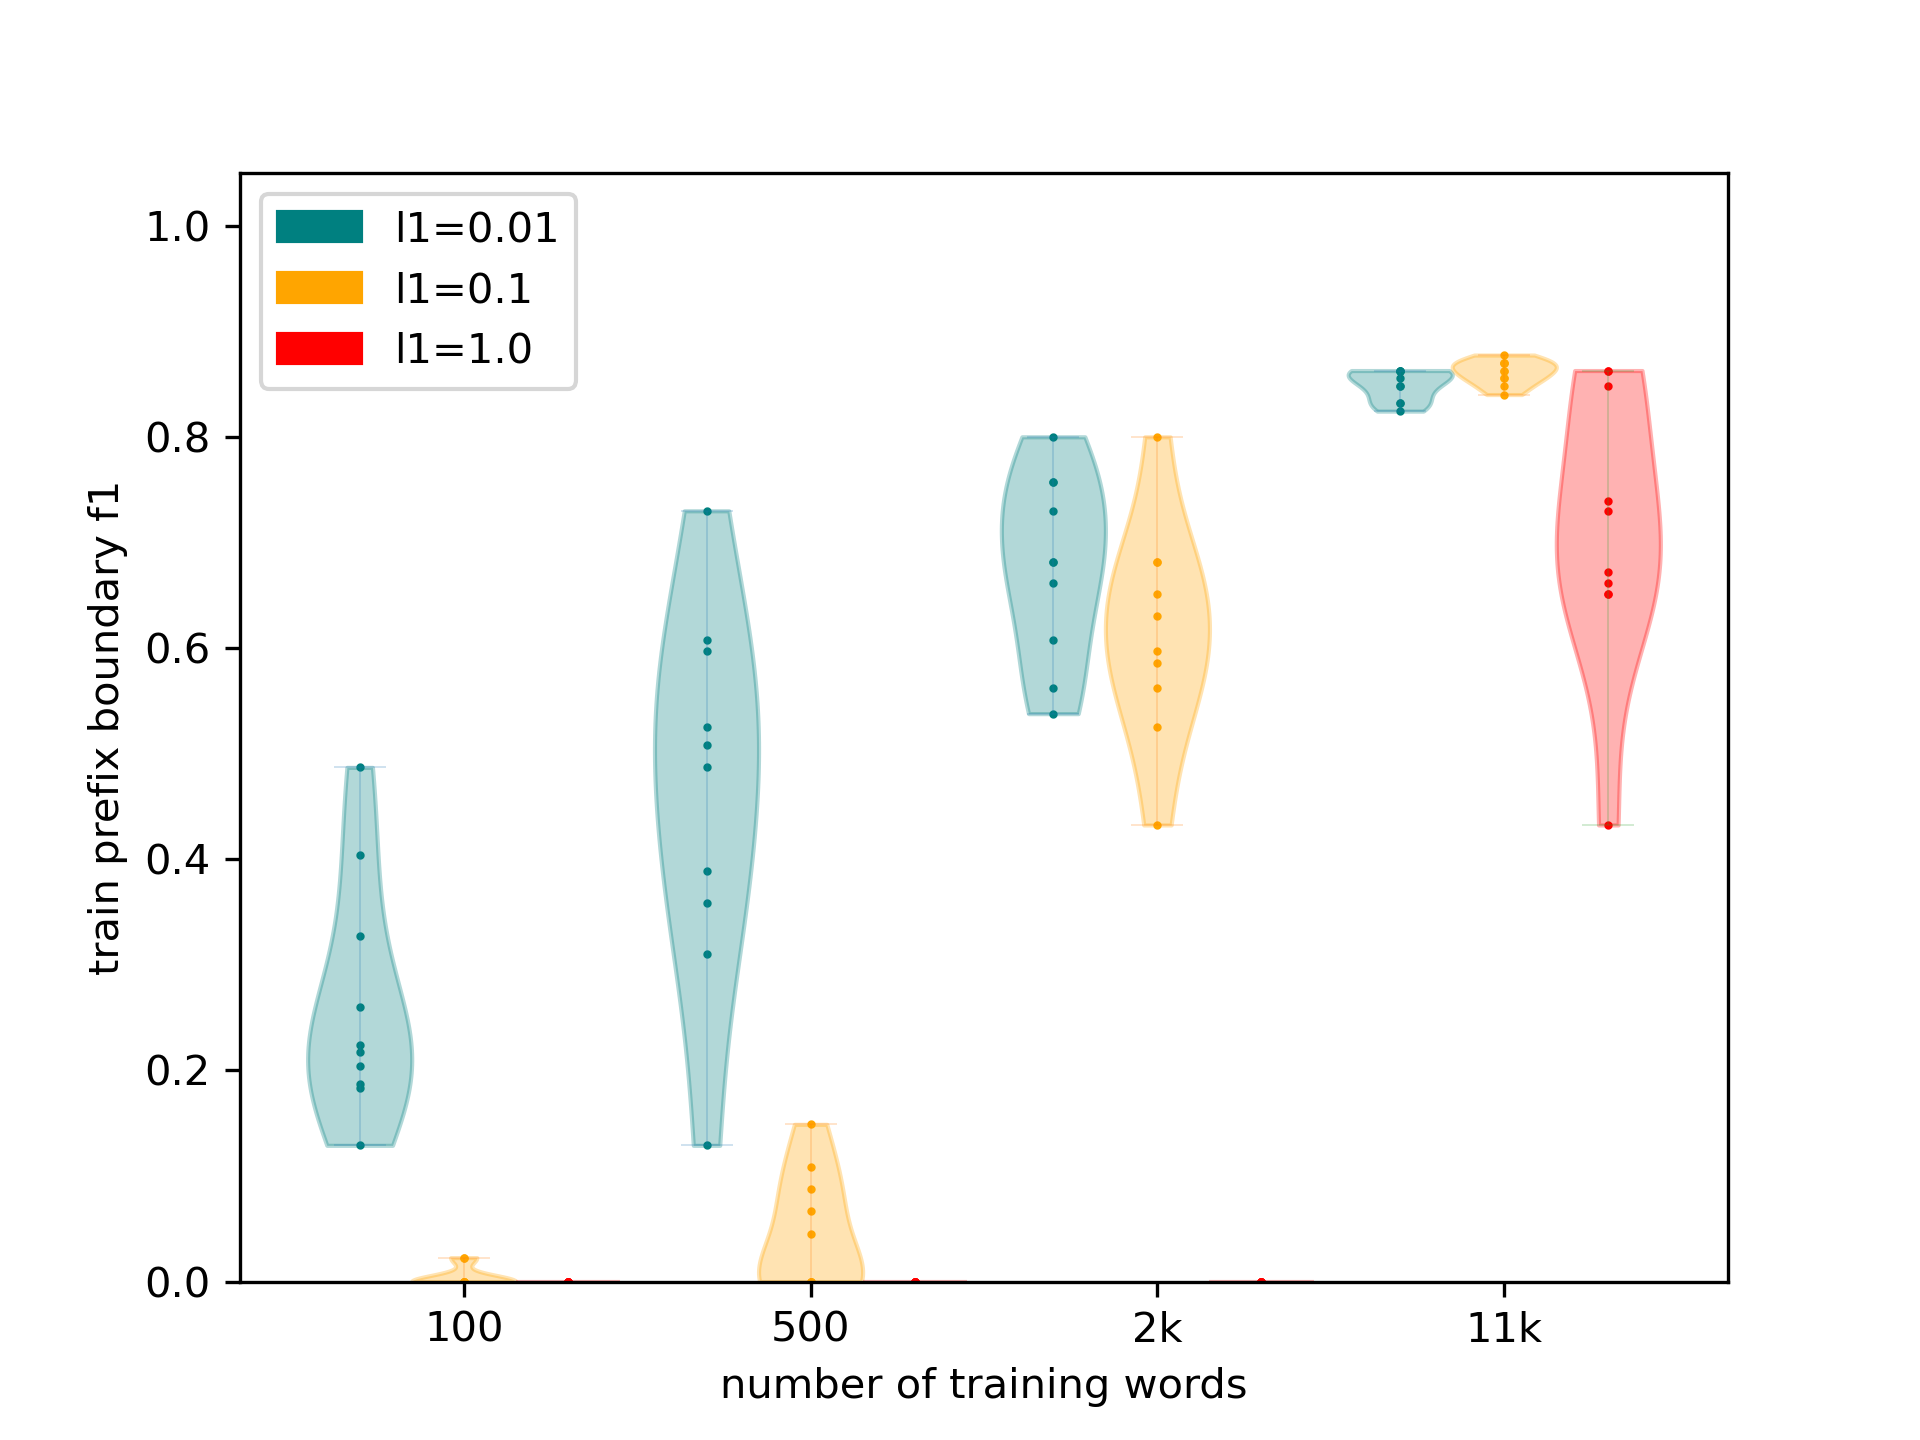 l1=0.01
l1=0.1
l1=1.0
1.0
0.8
0.6
0.4
0.2
0.0
train prefix boundary f1
100 500 2k 11k
number of training words